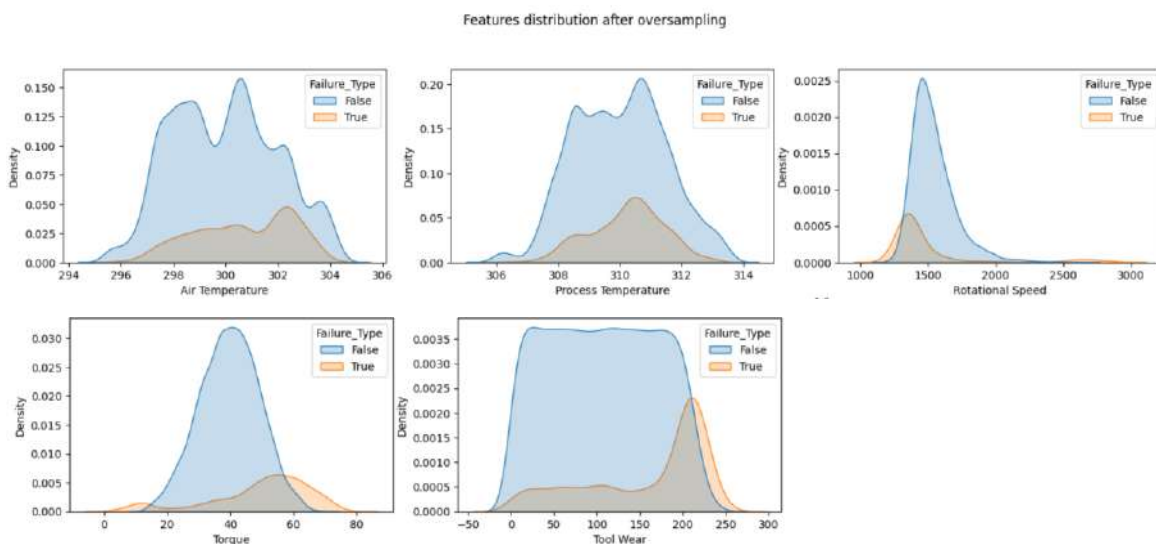 Features distribution after oversampling
Failure_Type
False
True
0.150
0.125
0.100
0.075
0.050
0.025
0.000
Density
294 296 298 300 302 304 306
Air Temperature
Failure_Type
False
True
0.20
0.15
0.10
0.05
0.00
Density
306 308 310 312 314
Process Temperature
Failure_Type
False
True
0.0025
0.0020
0.0015
0.0010
0.0005
0.0000
Density
1000 1500 2000 2500 3000
Rotational Speed
Failure_Type
False
True
0.030
0.025
0.020
0.015
0.010
0.005
0.000
Density
0 20 40 60 80
Torque
Failure_Type
False
True
0.0035
0.0030
0.0025
0.0020
0.0015
0.0010
0.0005
0.0000
Density
−50 0 50 100 150 200 250 300
Tool Wear